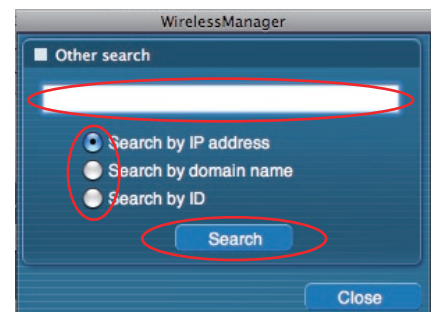 WirelessManager
Other search
Search by IP address
Search by domain name
Search by ID
Search
Close